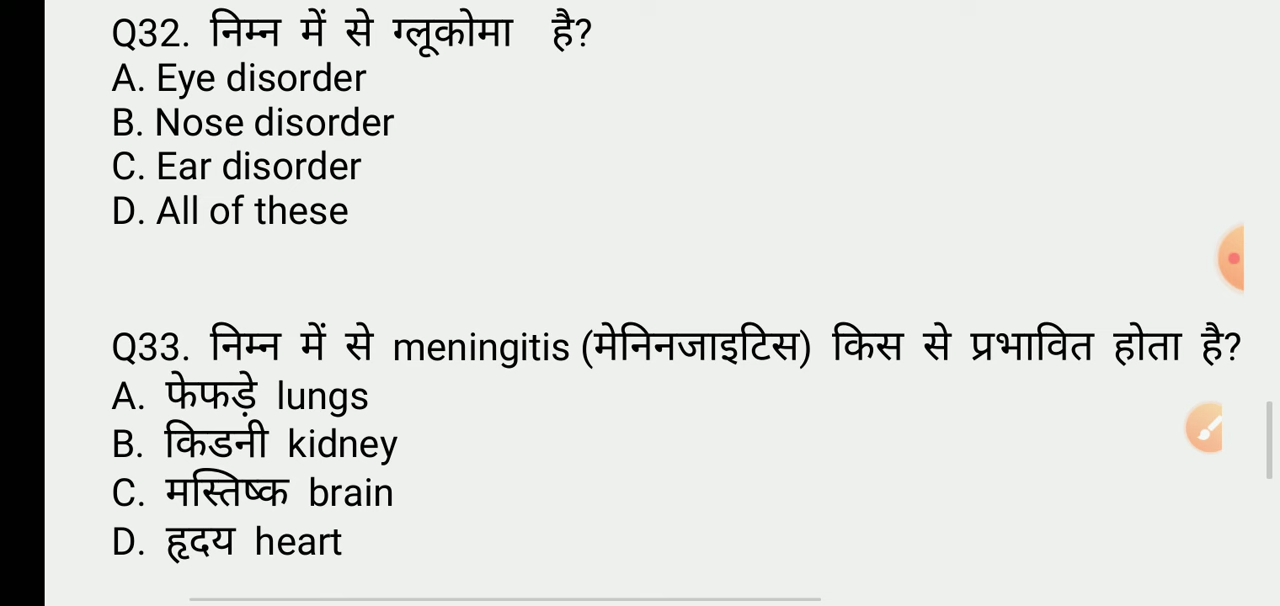 Q32. निम्न में से ग्लूकोमा है?
A. Eye disorder
B. Nose disorder
C. Ear disorder
D. All of these
Q33. निम्न में से meningitis (मेनिनजाइटिस) किस से प्रभावित होता है?
A. फेफड़े lungs
B. किडनी kidney
C. मस्तिष्क brain
D. हृदय heart